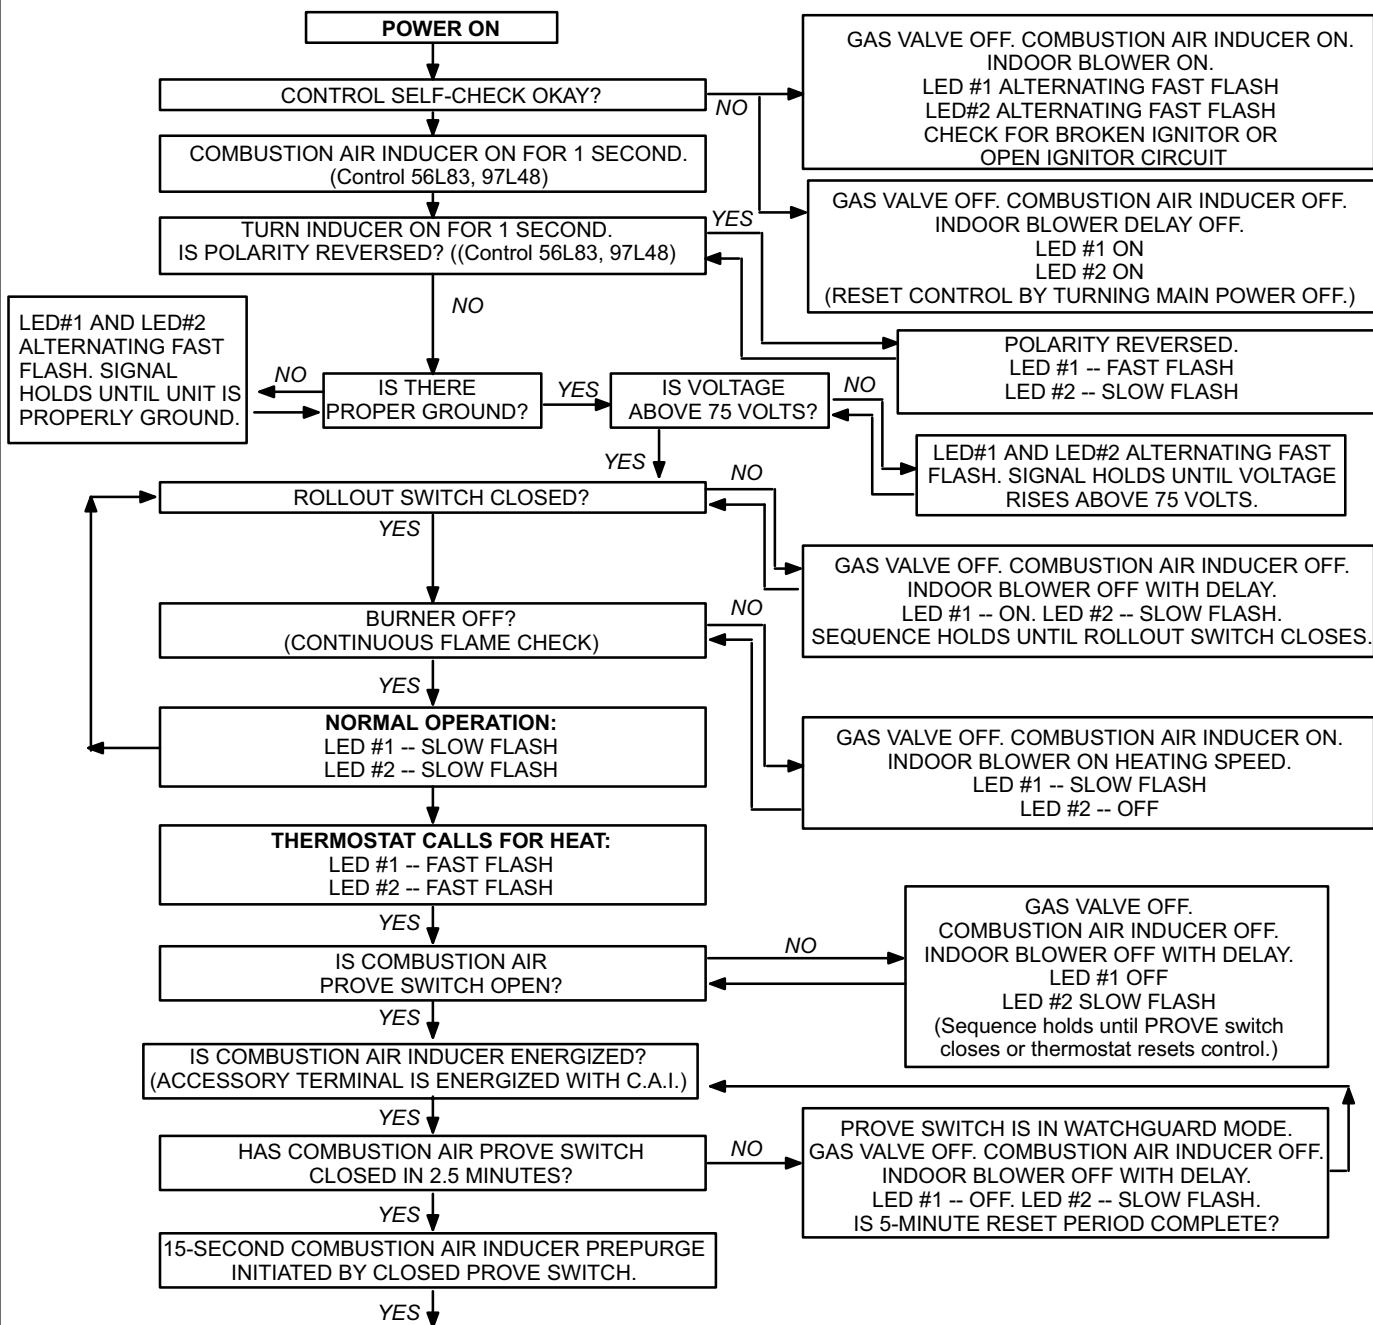 POWER ON
GAS VALVE OFF. COMBUSTION AIR INDUCER ON.
INDOOR BLOWER ON.
LED #1 ALTERNATING FAST FLASH
LED#2 ALTERNATING FAST FLASH
CHECK FOR BROKEN IGNITOR OR
OPEN IGNITOR CIRCUIT
CONTROL SELF-CHECK OKAY?
NO
COMBUSTION AIR INDUCER ON FOR 1 SECOND.
(Control 56L83, 97L48)
GAS VALVE OFF. COMBUSTION AIR INDUCER OFF.
INDOOR BLOWER DELAY OFF.
LED #1 ON
LED #2 ON
(RESET CONTROL BY TURNING MAIN POWER OFF.)
TURN INDUCER ON FOR 1 SECOND.
IS POLARITY REVERSED? ((Control 56L83, 97L48)
YES
NO
POLARITY REVERSED.
LED #1 -- FAST FLASH
LED #2 -- SLOW FLASH
LED#1 AND LED#2
ALTERNATING FAST
FLASH. SIGNAL
HOLDS UNTIL UNIT IS
PROPERLY GROUND.
NO
IS THERE
PROPER GROUND?
YES
IS VOLTAGE
ABOVE 75 VOLTS?
NO
YES
LED#1 AND LED#2 ALTERNATING FAST
FLASH. SIGNAL HOLDS UNTIL VOLTAGE
RISES ABOVE 75 VOLTS.
ROLLOUT SWITCH CLOSED?
NO
YES
GAS VALVE OFF. COMBUSTION AIR INDUCER OFF.
INDOOR BLOWER OFF WITH DELAY.
LED #1 -- ON. LED #2 -- SLOW FLASH.
SEQUENCE HOLDS UNTIL ROLLOUT SWITCH CLOSES.
BURNER OFF?
(CONTINUOUS FLAME CHECK)
NO
YES
NORMAL OPERATION:
LED #1 -- SLOW FLASH
LED #2 -- SLOW FLASH
GAS VALVE OFF. COMBUSTION AIR INDUCER ON.
INDOOR BLOWER ON HEATING SPEED.
LED #1 -- SLOW FLASH
LED #2 -- OFF
THERMOSTAT CALLS FOR HEAT:
LED #1 -- FAST FLASH
LED #2 -- FAST FLASH
YES
IS COMBUSTION AIR
PROVE SWITCH OPEN?
NO
GAS VALVE OFF.
COMBUSTION AIR INDUCER OFF.
INDOOR BLOWER OFF WITH DELAY.
LED #1 OFF
LED #2 SLOW FLASH
(Sequence holds until PROVE switch
closes or thermostat resets control.)
YES
IS COMBUSTION AIR INDUCER ENERGIZED?
(ACCESSORY TERMINAL IS ENERGIZED WITH C.A.I.)
YES
HAS COMBUSTION AIR PROVE SWITCH
CLOSED IN 2.5 MINUTES?
NO
PROVE SWITCH IS IN WATCHGUARD MODE.
GAS VALVE OFF. COMBUSTION AIR INDUCER OFF.
INDOOR BLOWER OFF WITH DELAY.
LED #1 -- OFF. LED #2 -- SLOW FLASH.
IS 5-MINUTE RESET PERIOD COMPLETE?
YES
15-SECOND COMBUSTION AIR INDUCER PREPURGE
INITIATED BY CLOSED PROVE SWITCH.
YES